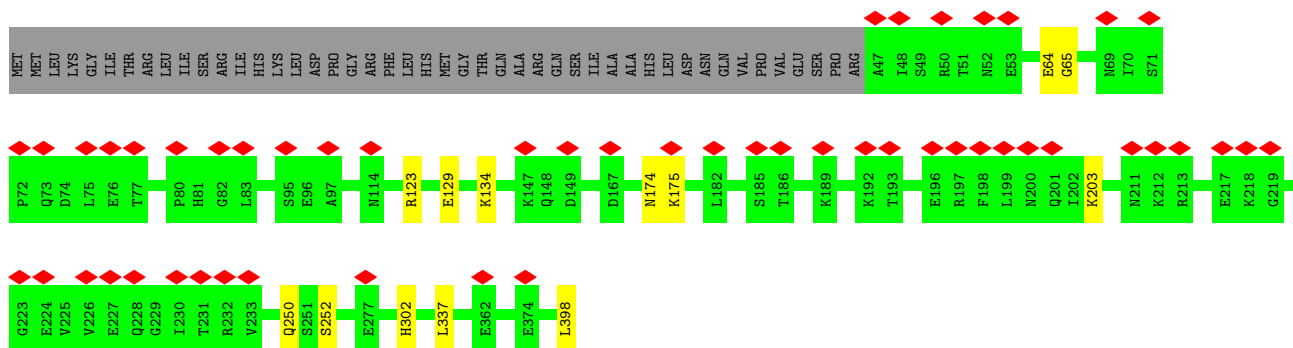 MET MET LEU LYS GLY ILE THR ARG LEU ILE SER ARG ILE HIS LYS LEU ASP PRO GLY ARG PHE LEU HIS MET GLY THR GLN ALA ARG GLN SER ILE ALA ALA HIS LEU ASP ASN GLN VAL PRO VAL GLU SER PRO ARG A47 I48 S49 R50 T51 N52 E53 E64 G65 N69 I70 S71
P72 Q73 D74 L75 E76 T77 P80 H81 G82 L83 S95 E96 A97 N114 R123 E129 K134 K147 Q148 D149 D167 N174 K175 L182 S185 T186 K189 K192 T193 E196 R197 F198 L199 N200 Q201 I202 K203 N211 K212 R213 E217 K218 G219
G223 E224 V225 V226 E227 Q228 G229 I230 T231 R232 V233 Q250 S251 S252 E277 H302 L337 E362 E374 L398